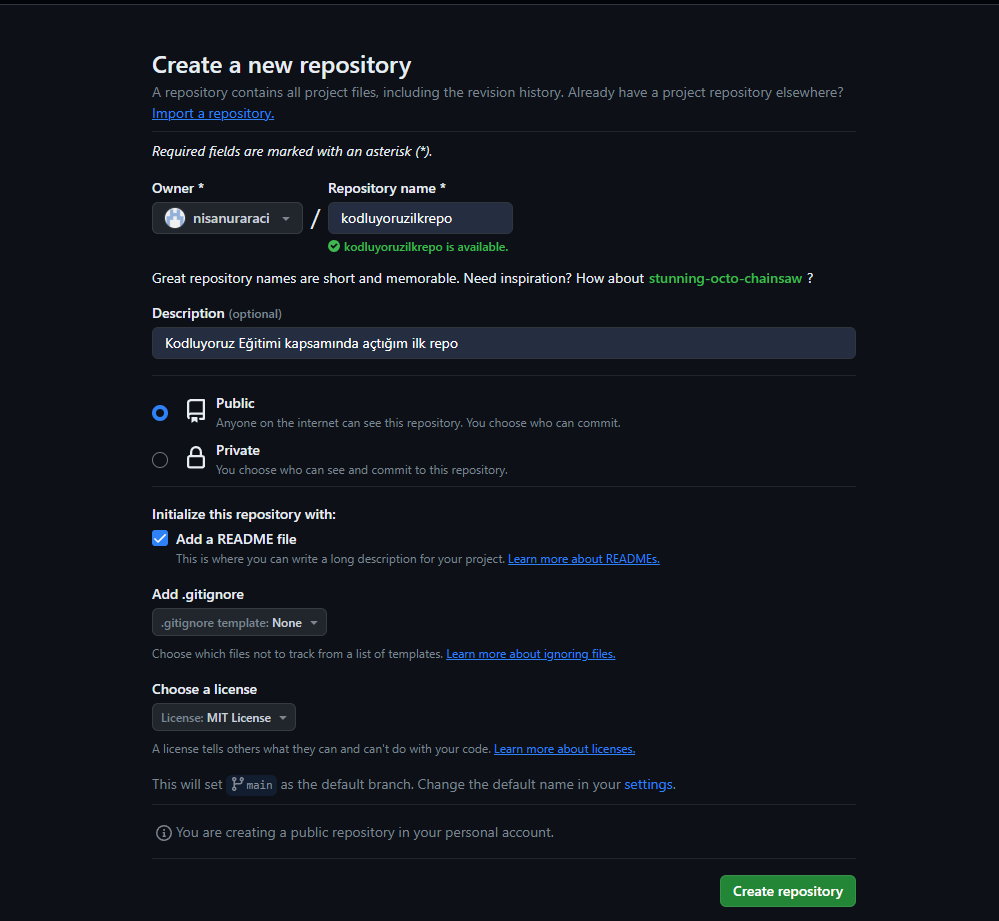 Create a new repository
A repository contains all project files, including the revision history. Already have a project repository elsewhere?
Import a repository.
Required fields are marked with an asterisk (*).
Owner *
Repository name *
nisanuraraci
/
kodluyoruzilkrepo
kodluyoruzilkrepo is available.
Great repository names are short and memorable. Need inspiration? How about stunning-octo-chainsaw ?
Description (optional)
Kodluyoruz Eğitimi kapsamında açtığım ilk repo
Public
Anyone on the internet can see this repository. You choose who can commit.
Private
You choose who can see and commit to this repository.
Initialize this repository with:
Add a README file
This is where you can write a long description for your project. Learn more about READMEs.
Add .gitignore
.gitignore template: None
Choose which files not to track from a list of templates. Learn more about ignoring files.
Choose a license
License: MIT License
A license tells others what they can and can't do with your code. Learn more about licenses.
This will set main as the default branch. Change the default name in your settings.
You are creating a public repository in your personal account.
Create repository